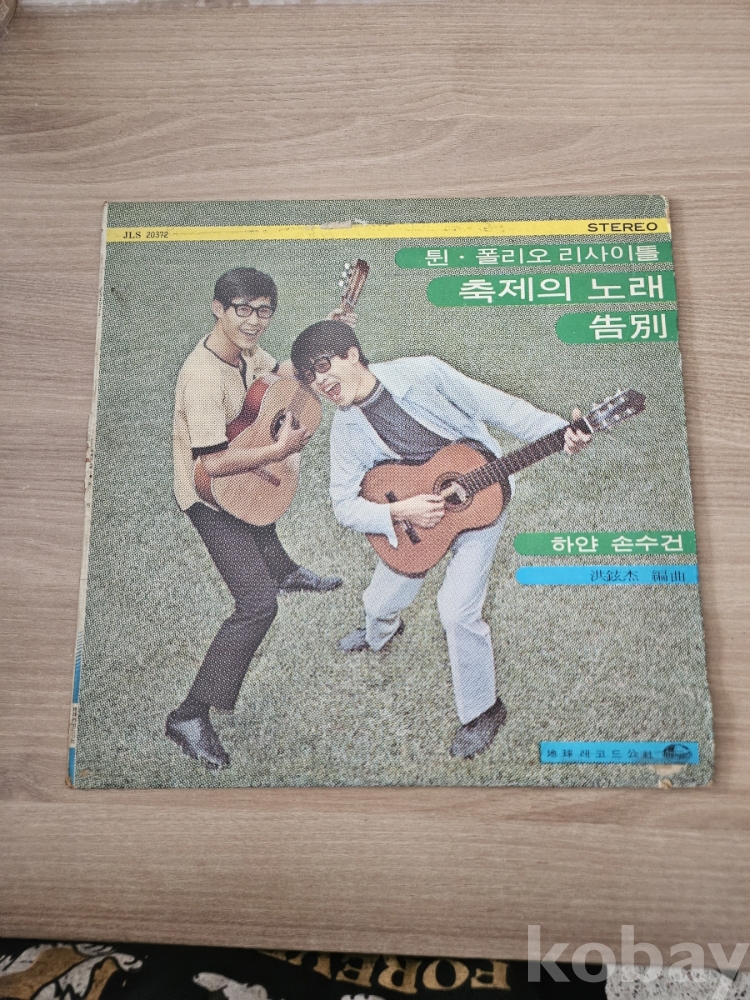 JLS 20372
STEREO
튄·폴리오 리사이틀
축제의 노래
告別
하얀 손수건
洪鉉杰 編曲
地球레코드公社
FOREV
kobay